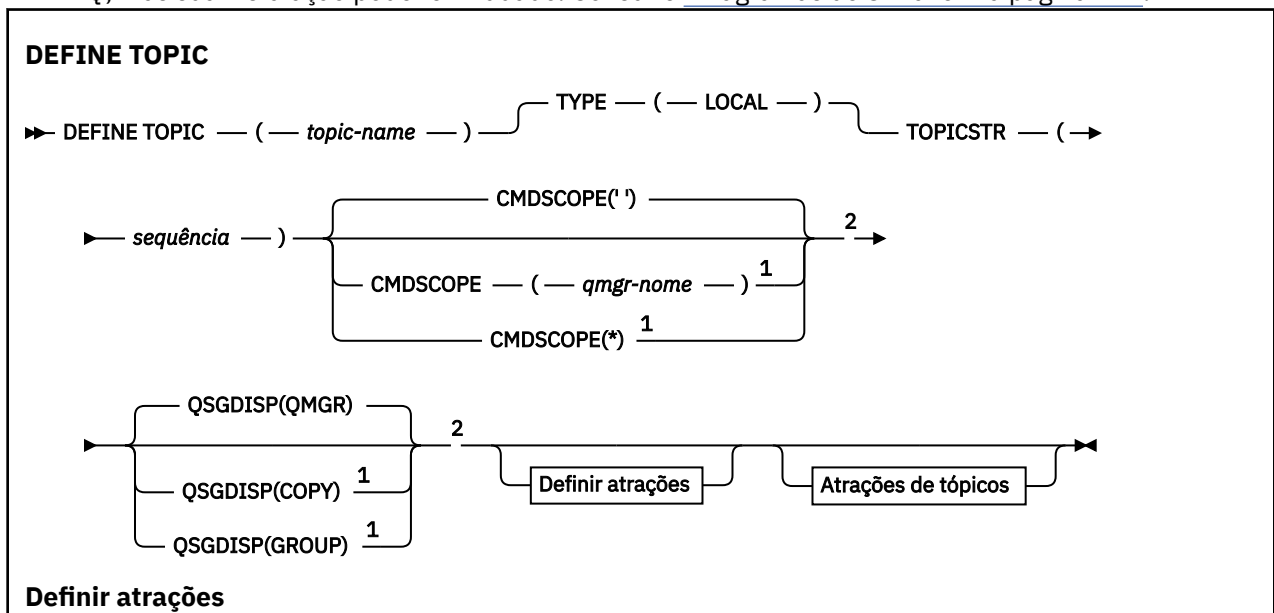 DEFINE TOPIC
TYPE ( LOCAL )
DEFINE TOPIC ( topic-name ) TOPICSTR (
CMDSCOPE(' ')
sequência ) 2
CMDSCOPE ( qmgr-nome ) 1
CMDSCOPE(*) 1
QSGDISP(QMGR)
2
QSGDISP(COPY) 1 Definir atrações Atrações de tópicos
QSGDISP(GROUP) 1
Definir atrações